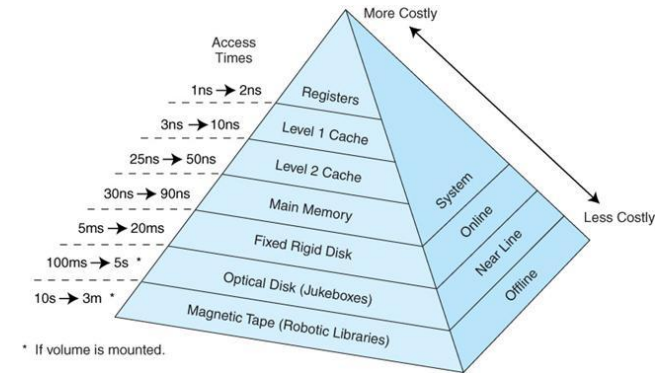 More Costly
Access
Times
1ns → 2ns
Registers
3ns → 10ns
Level 1 Cache
25ns → 50ns
Level 2 Cache
System
30ns → 90ns
Main Memory
Online
Less Costly
5ms → 20ms
Fixed Rigid Disk
Near Line
100ms → 5s *
Optical Disk (Jukeboxes)
Offline
10s → 3m *
Magnetic Tape (Robotic Libraries)
* If volume is mounted.